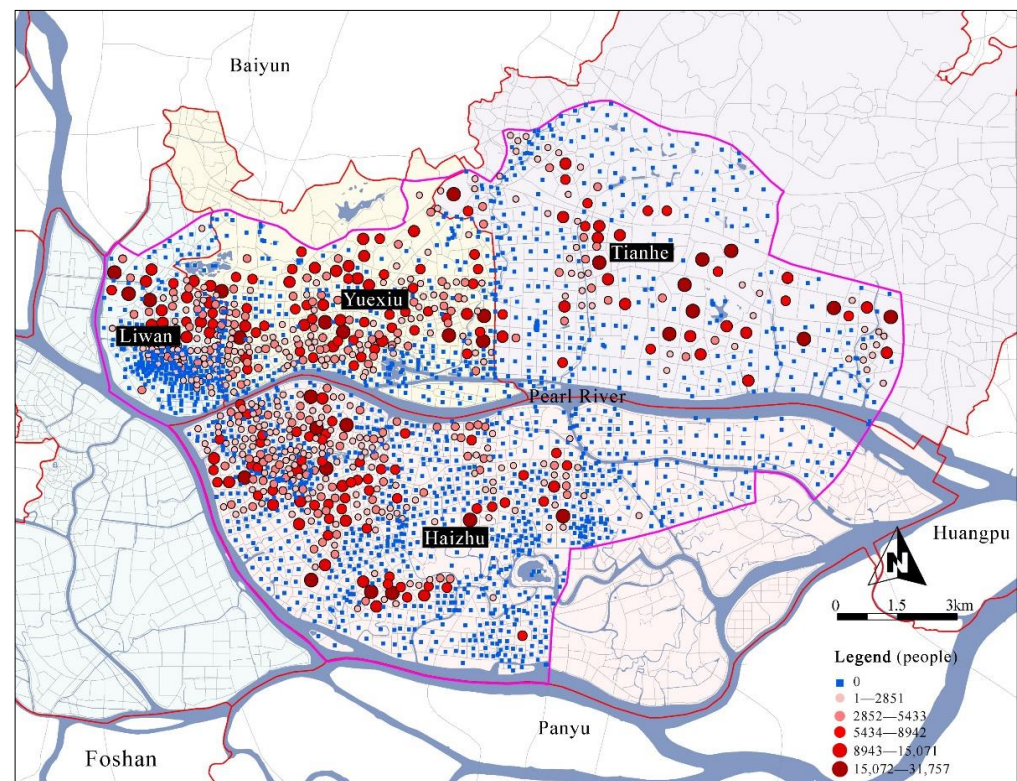 Baiyun
Tianhe
Yuexiu
Liwan
Pearl River
Haizhu
Huangpu
N
0 1.5 3km
Legend (people)
0
1—2851
2852—5433
5434—8942
8943—15,071
15,072—31,757
Panyu
Foshan